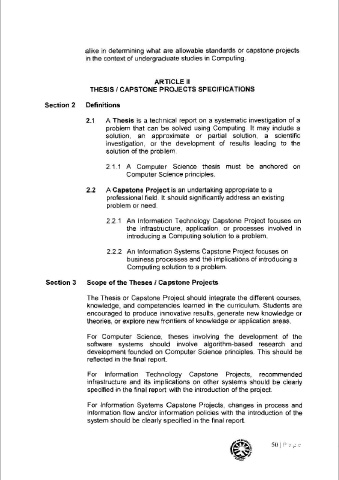 alike in determining what are allowable standards or capstone projects
in the context of undergraduate studies in Computing.
ARTICLE II
THESIS / CAPSTONE PROJECTS SPECIFICATIONS
Section 2 Definitions
2.1 A Thesis is a technical report on a systematic investigation of a
problem that can be solved using Computing. It may include a
solution, an approximate or partial solution, a scientific
investigation, or the development of results leading to the
solution of the problem.
2.1.1 A Computer Science thesis must be anchored on
Computer Science principles.
2.2 A Capstone Project is an undertaking appropriate to a
professional field. It should significantly address an existing
problem or need.
2.2.1 An Information Technology Capstone Project focuses on
the infrastructure, application, or processes involved in
introducing a Computing solution to a problem.
2.2.2 An Information Systems Capstone Project focuses on
business processes and the implications of introducing a
Computing solution to a problem.
Section 3 Scope of the Theses / Capstone Projects
The Thesis or Capstone Project should integrate the different courses,
knowledge, and competencies learned in the curriculum. Students are
encouraged to produce innovative results, generate new knowledge or
theories, or explore new frontiers of knowledge or application areas.
For Computer Science, theses involving the development of the
software systems should involve algorithm-based research and
development founded on Computer Science principles. This should be
reflected in the final report.
For Information Technology Capstone Projects, recommended
infrastructure and its implications on other systems should be clearly
specified in the final report with the introduction of the project.
For Information Systems Capstone Projects, changes in process and
information flow and/or information policies with the introduction of the
system should be clearly specified in the final report.
50 | P a g e